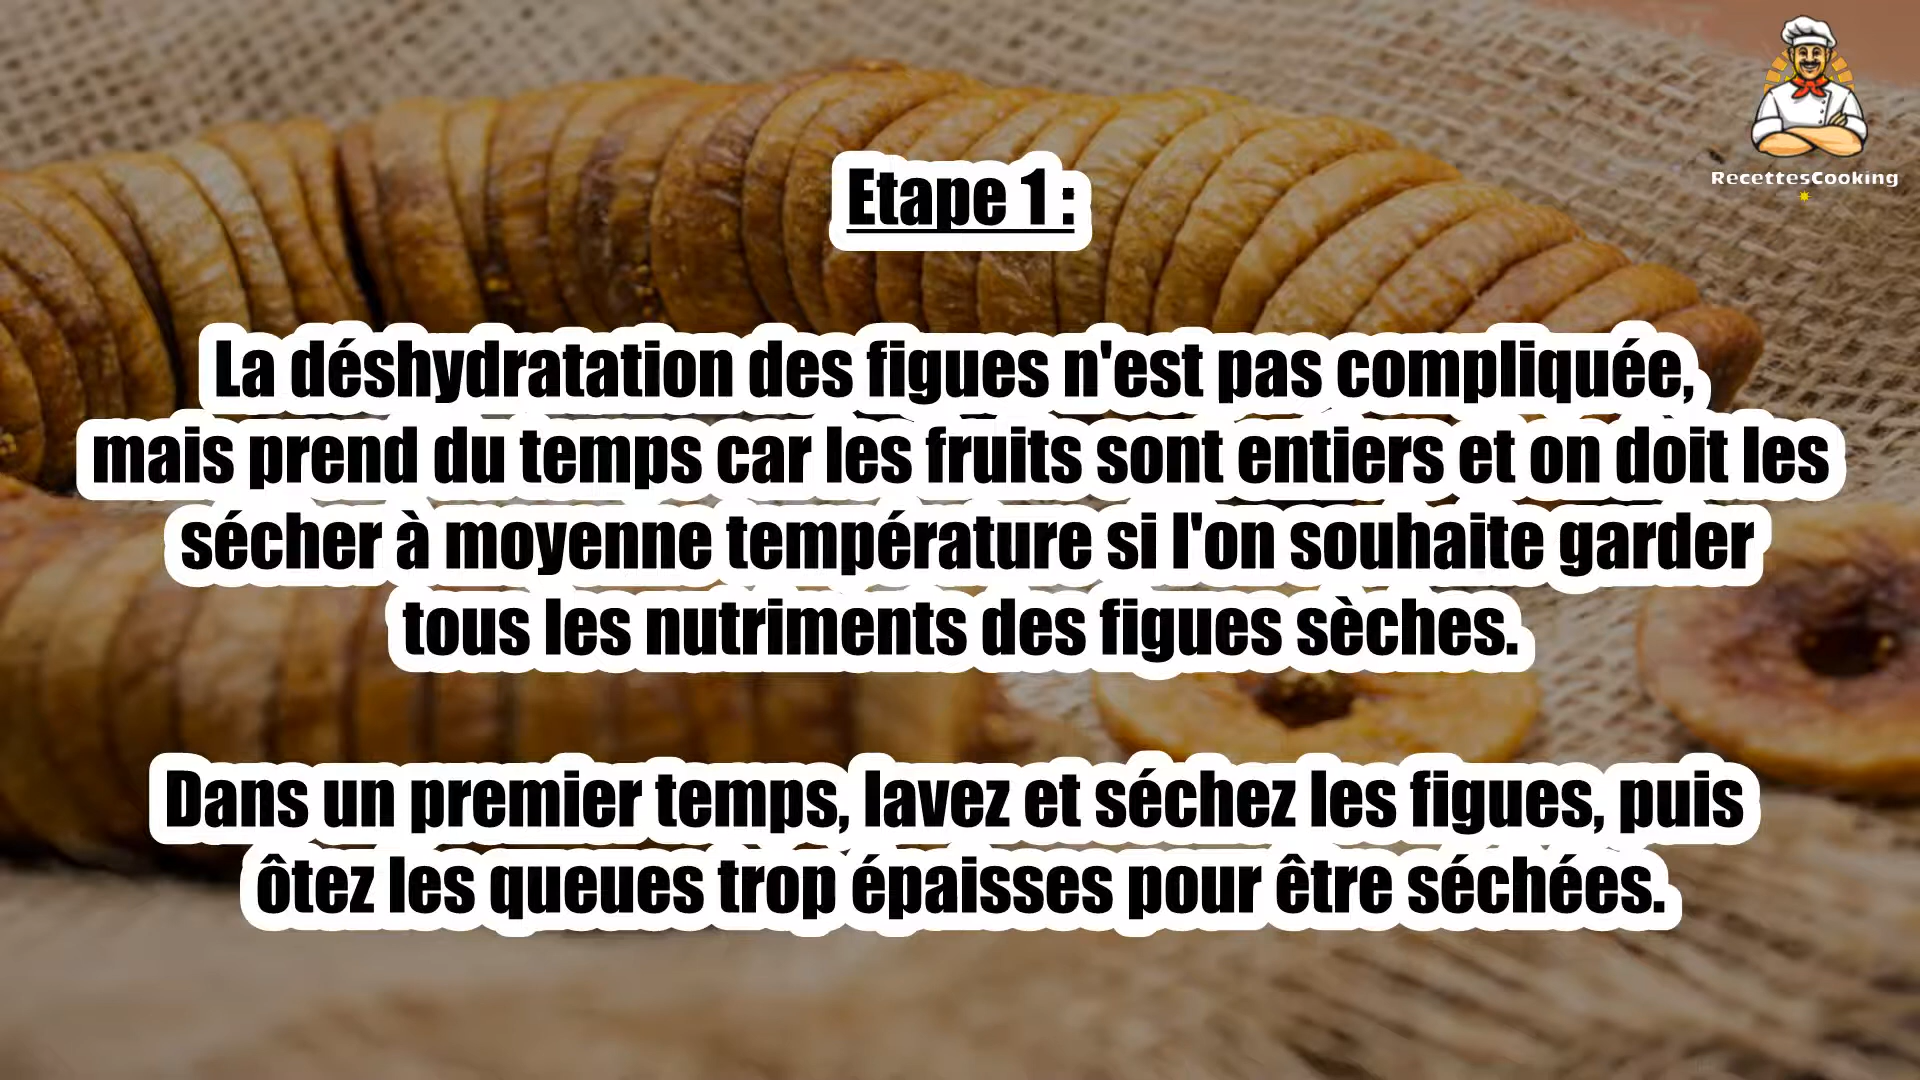 RecettesCooking
Etape 1 :
La déshydratation des figues n'est pas compliquée,
mais prend du temps car les fruits sont entiers et on doit les
sécher à moyenne température si l'on souhaite garder
tous les nutriments des figues sèches.
Dans un premier temps, lavez et séchez les figues, puis
ôtez les queues trop épaisses pour être séchées.